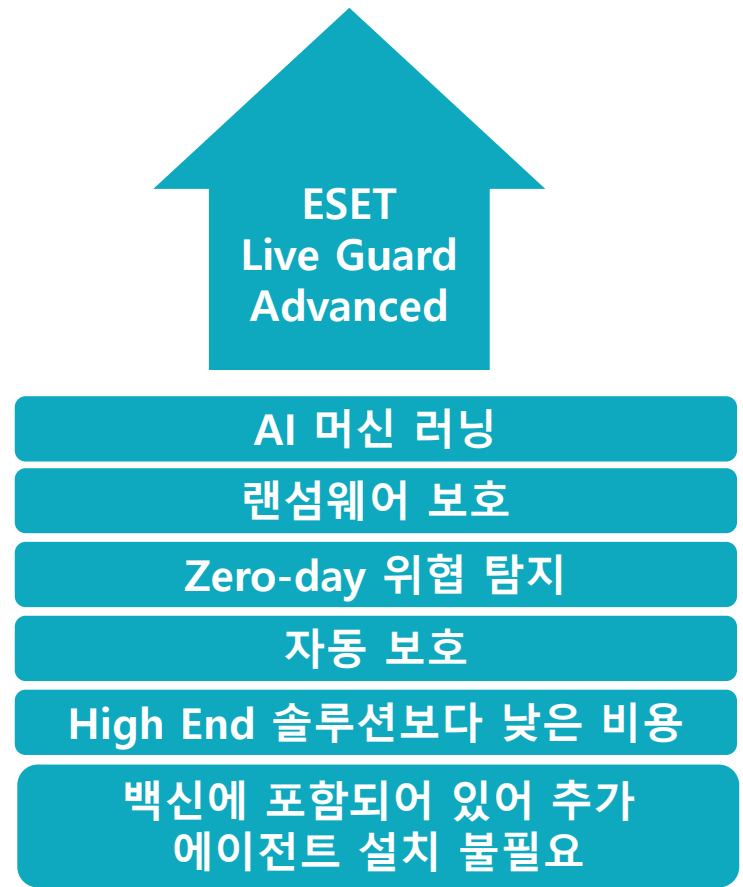 ESET
Live Guard
Advanced
AI 머신 러닝
랜섬웨어 보호
Zero-day 위협 탐지
자동 보호
High End 솔루션보다 낮은 비용
백신에 포함되어 있어 추가
에이전트 설치 불필요